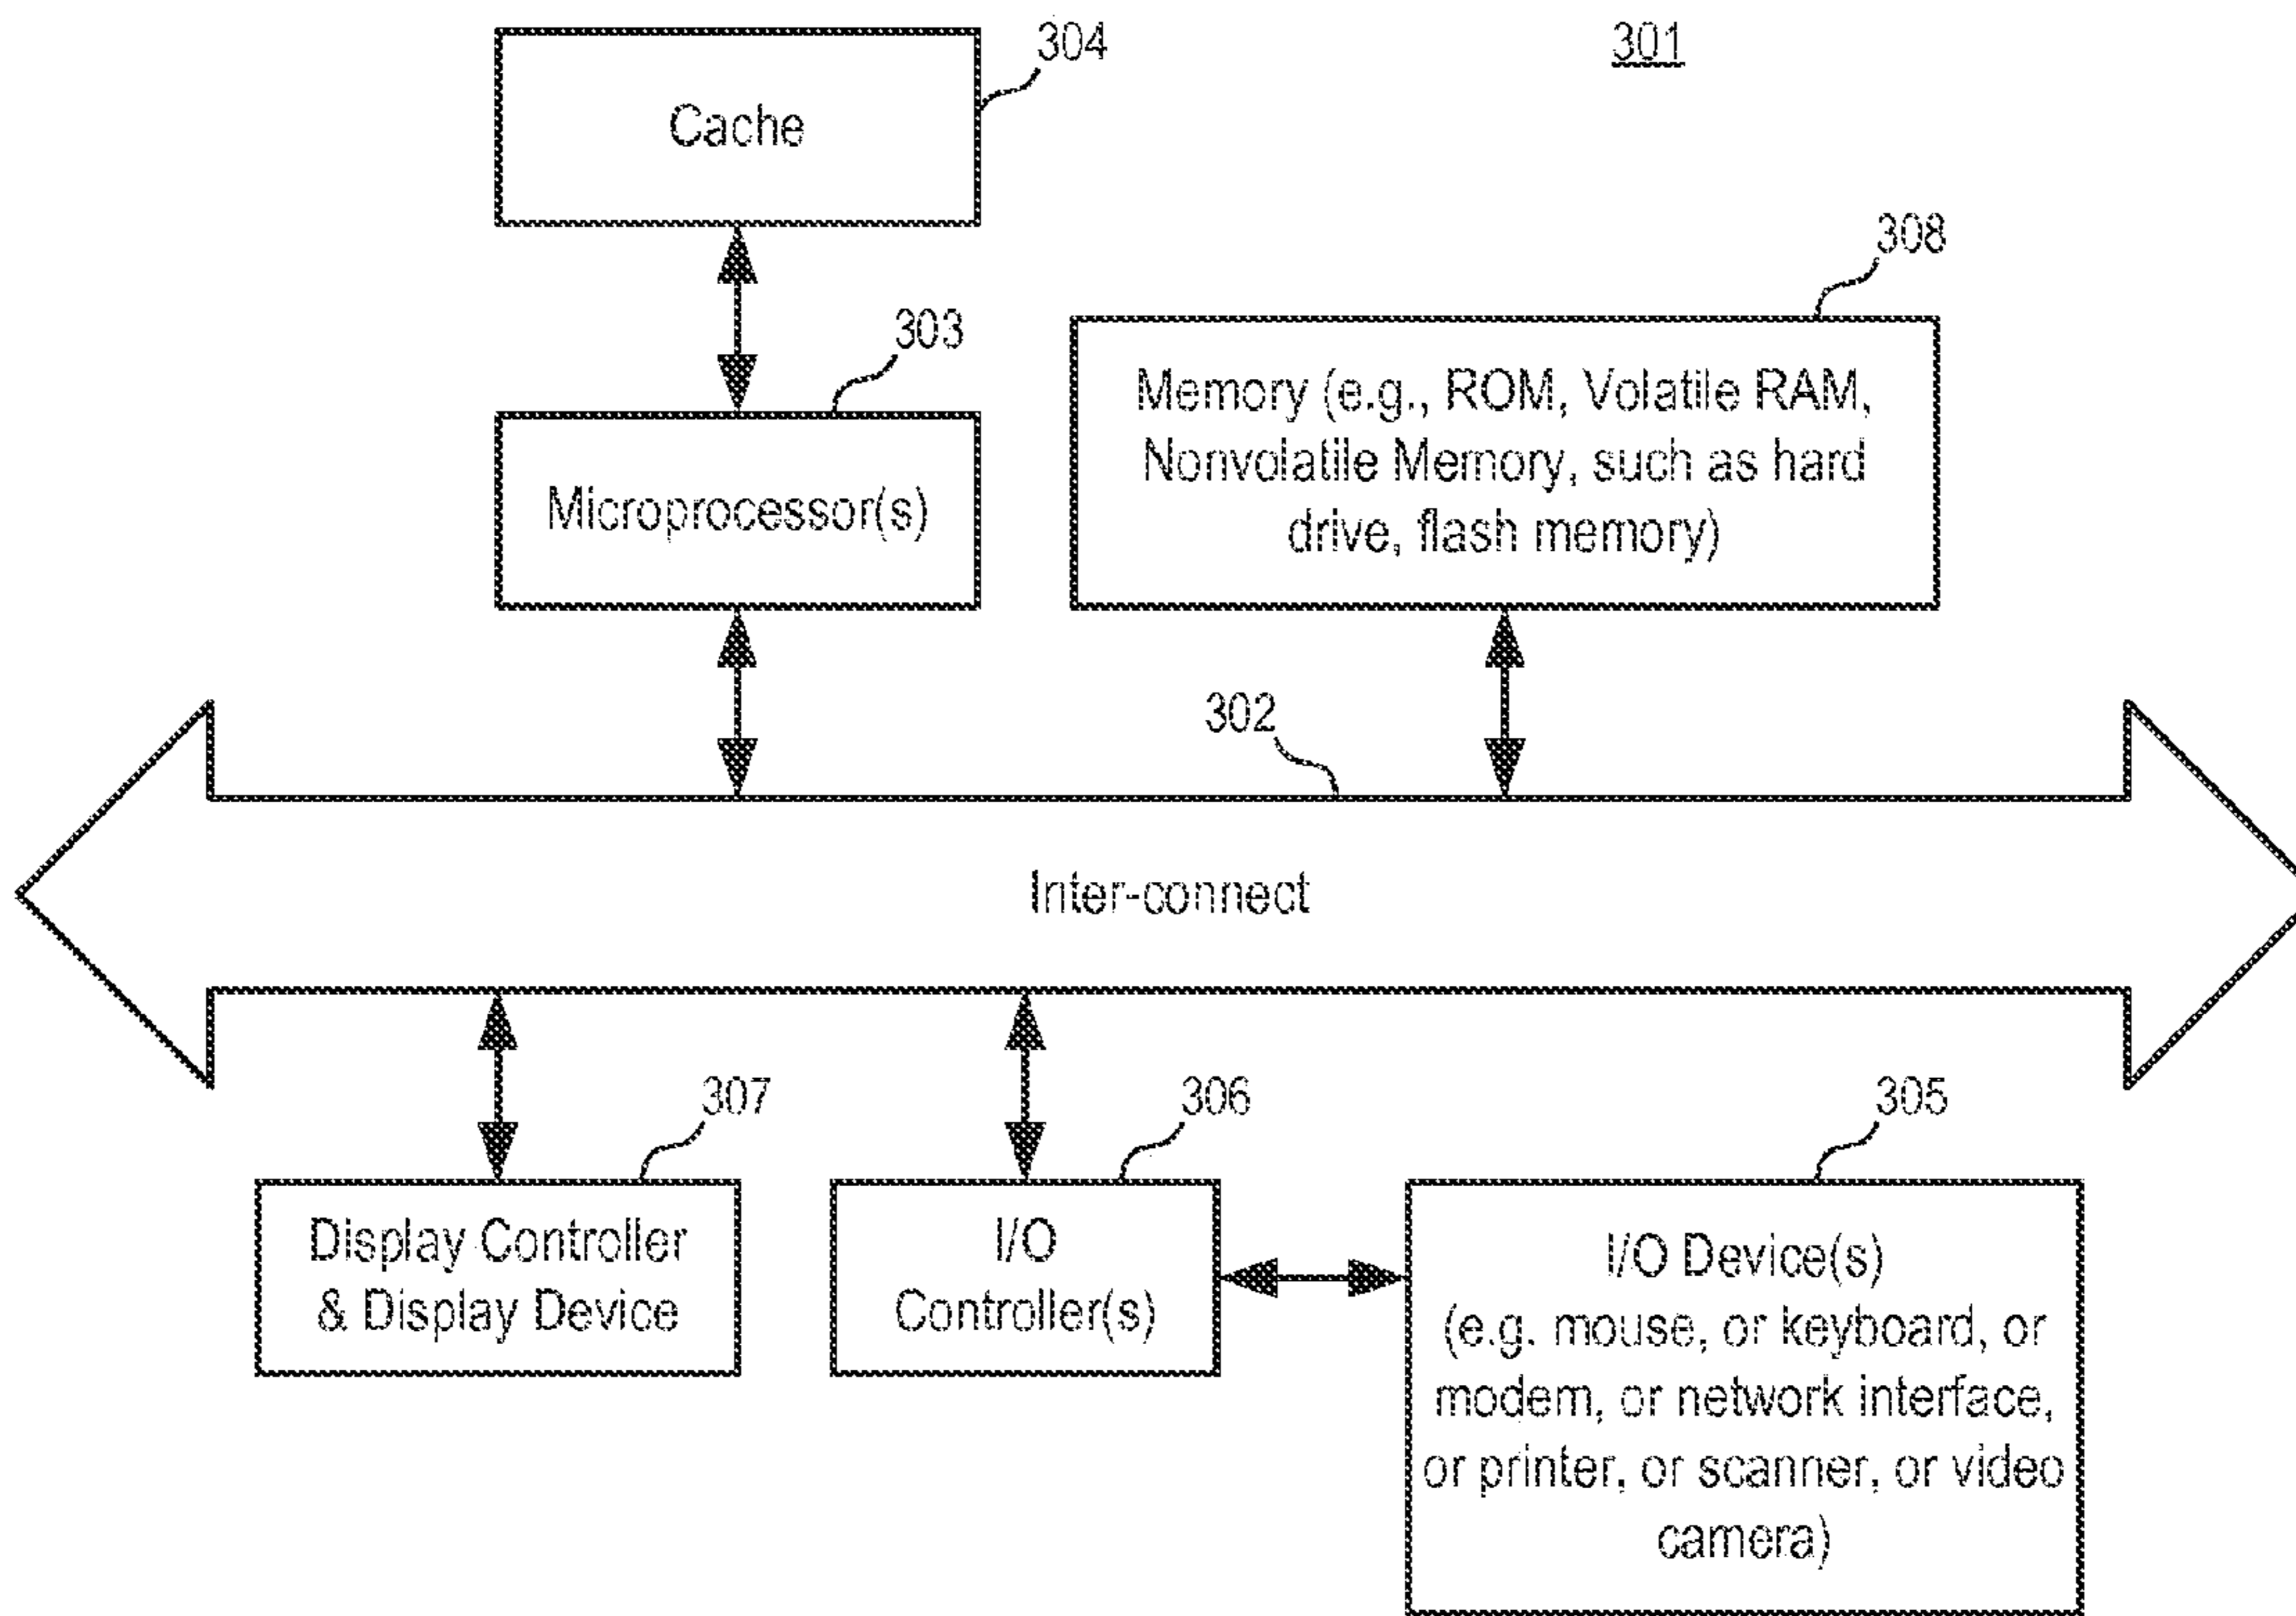 304
301
Cache
308
303
Memory (e.g., ROM, Volatile RAM,
Nonvolatile Memory, such as hard
drive, flash memory)
Microprocessor(s)
302
Inter-connect
307
306
305
Display Controller
& Display Device
I/O
Controller(s)
I/O Device(s)
(e.g. mouse, or keyboard, or
modem, or network interface,
or printer, or scanner, or video
camera)